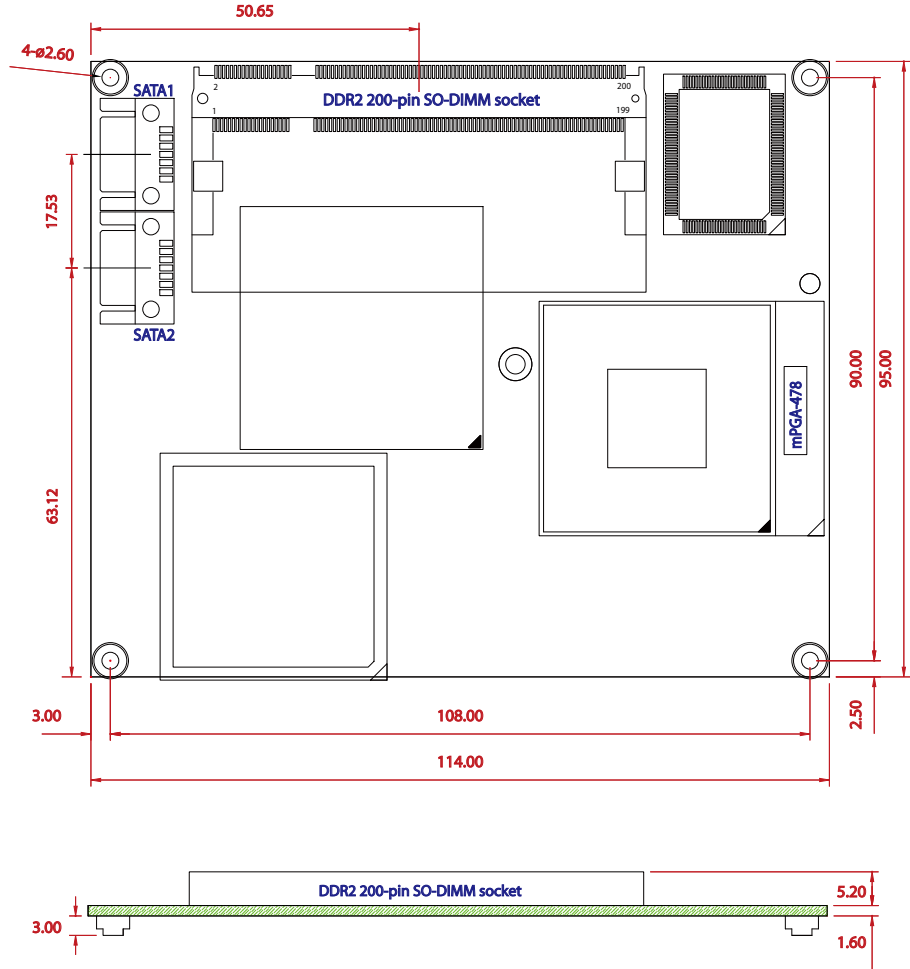 50.65
4-ø2.60
SATA1
2
200
DDR2 200-pin SO-DIMM socket
1
199
17.53
SATA2
90.00
95.00
mPGA-478
63.12
3.00
108.00
2.50
114.00
DDR2 200-pin SO-DIMM socket
5.20
3.00
1.60